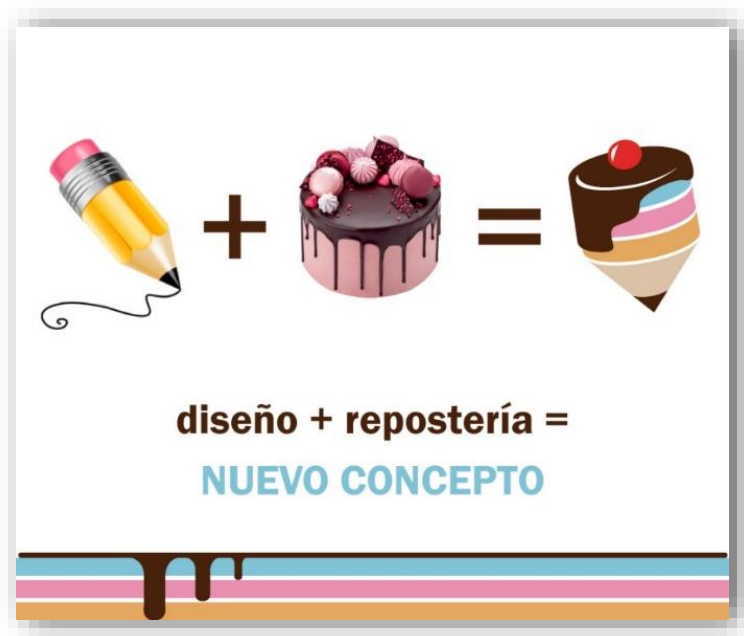 + =
diseño + repostería =
NUEVO CONCEPTO